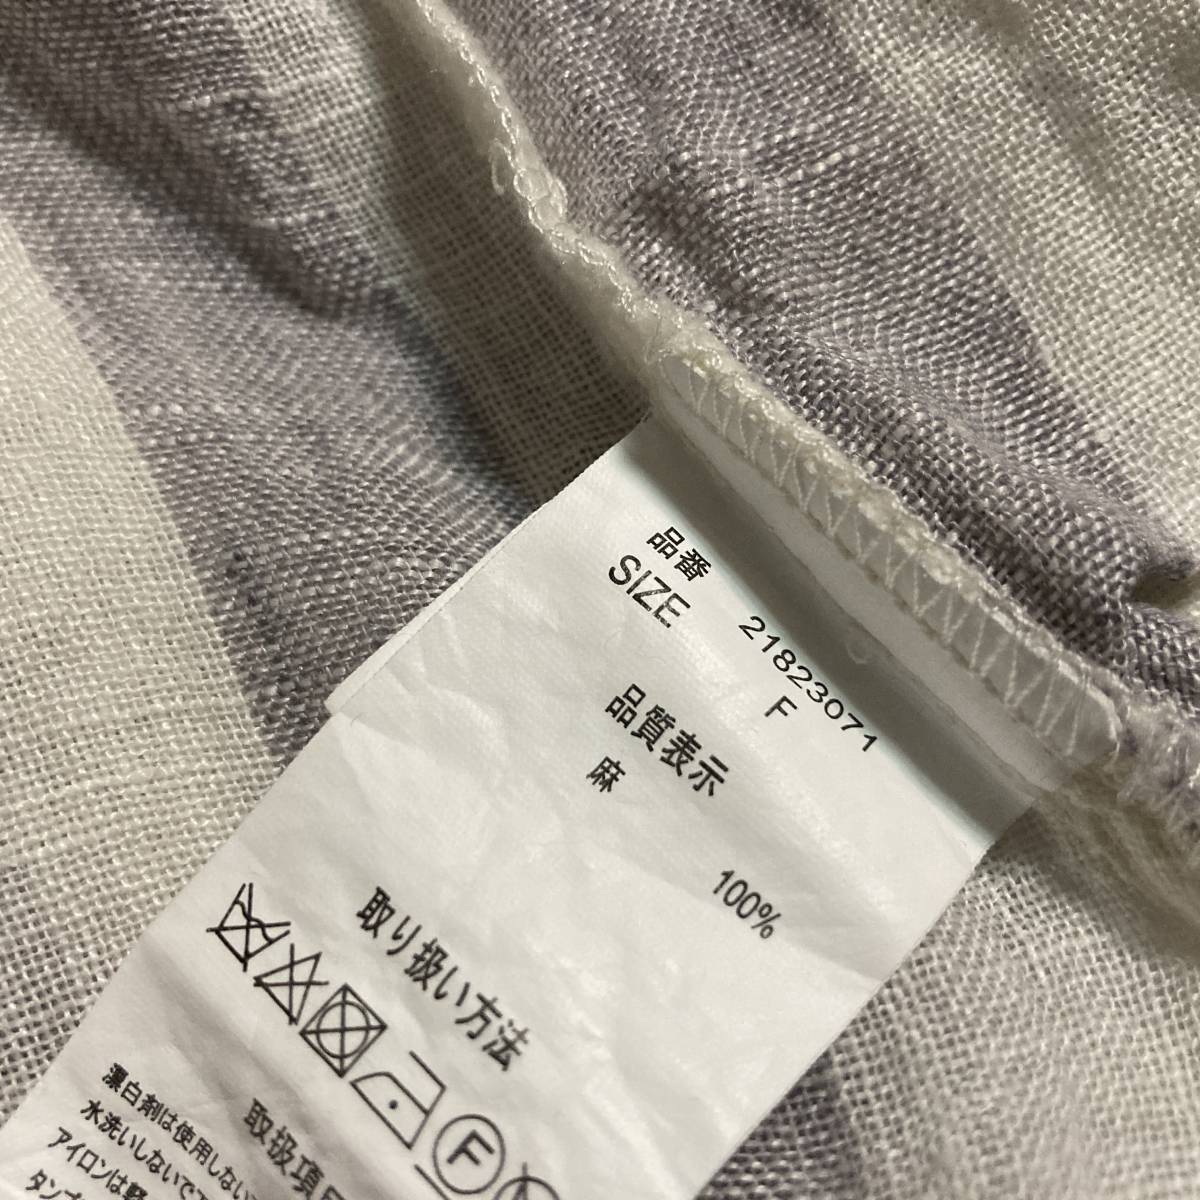 品番 21823071
SIZE F
品質表示
麻 100%
取り扱い方法
F
取扱項
漂白剤は使用しない
水洗いしないで
アイロンは軽
タンブ